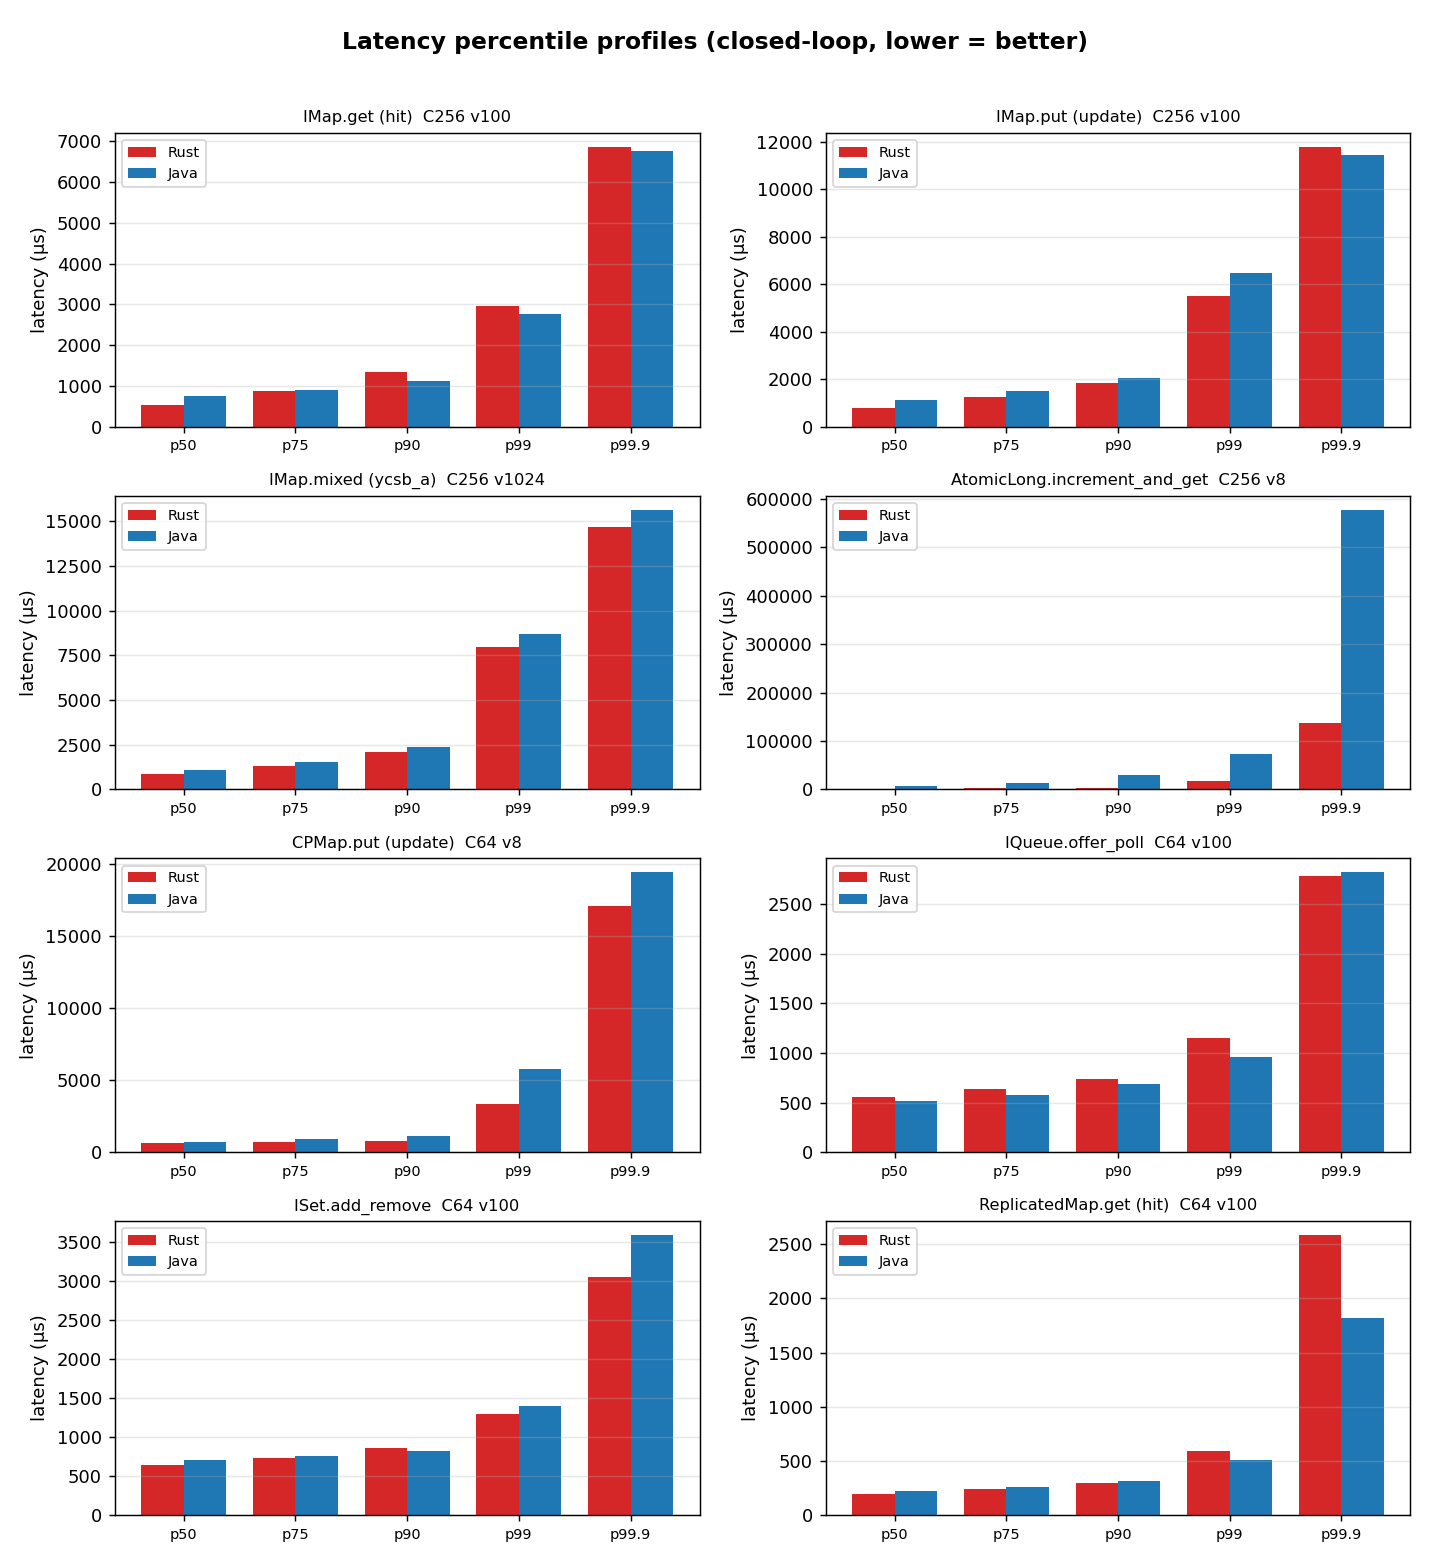 Latency percentile profiles (closed-loop, lower = better)
IMap.get (hit)  C256 v100
latency (µs)
7000
6000
5000
4000
3000
2000
1000
0
Rust
Java
p50 p75 p90 p99 p99.9
IMap.put (update)  C256 v100
latency (µs)
12000
10000
8000
6000
4000
2000
0
Rust
Java
p50 p75 p90 p99 p99.9
IMap.mixed (ycsb_a)  C256 v1024
latency (µs)
15000
12500
10000
7500
5000
2500
0
Rust
Java
p50 p75 p90 p99 p99.9
AtomicLong.increment_and_get  C256 v8
latency (µs)
600000
500000
400000
300000
200000
100000
0
Rust
Java
p50 p75 p90 p99 p99.9
CPMap.put (update)  C64 v8
latency (µs)
20000
15000
10000
5000
0
Rust
Java
p50 p75 p90 p99 p99.9
IQueue.offer_poll  C64 v100
latency (µs)
2500
2000
1500
1000
500
0
Rust
Java
p50 p75 p90 p99 p99.9
ISet.add_remove  C64 v100
latency (µs)
3500
3000
2500
2000
1500
1000
500
0
Rust
Java
p50 p75 p90 p99 p99.9
ReplicatedMap.get (hit)  C64 v100
latency (µs)
2500
2000
1500
1000
500
0
Rust
Java
p50 p75 p90 p99 p99.9